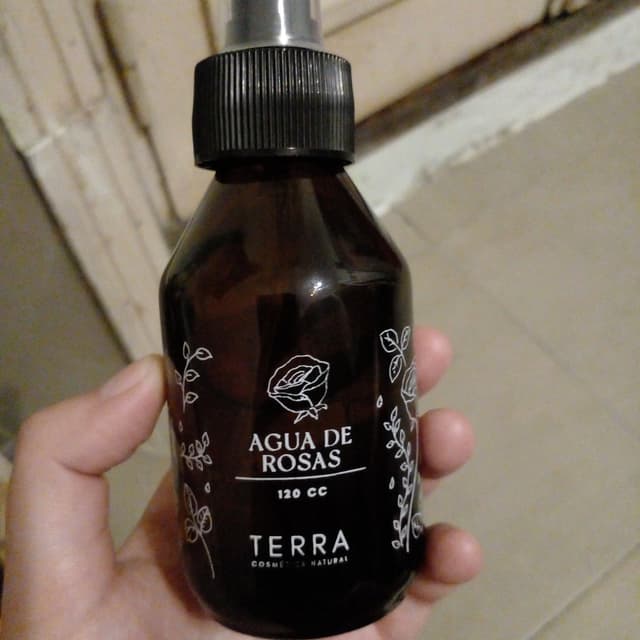 AGUA DE
ROSAS
120 CC
TERRA
COSMÉTICA NATURAL